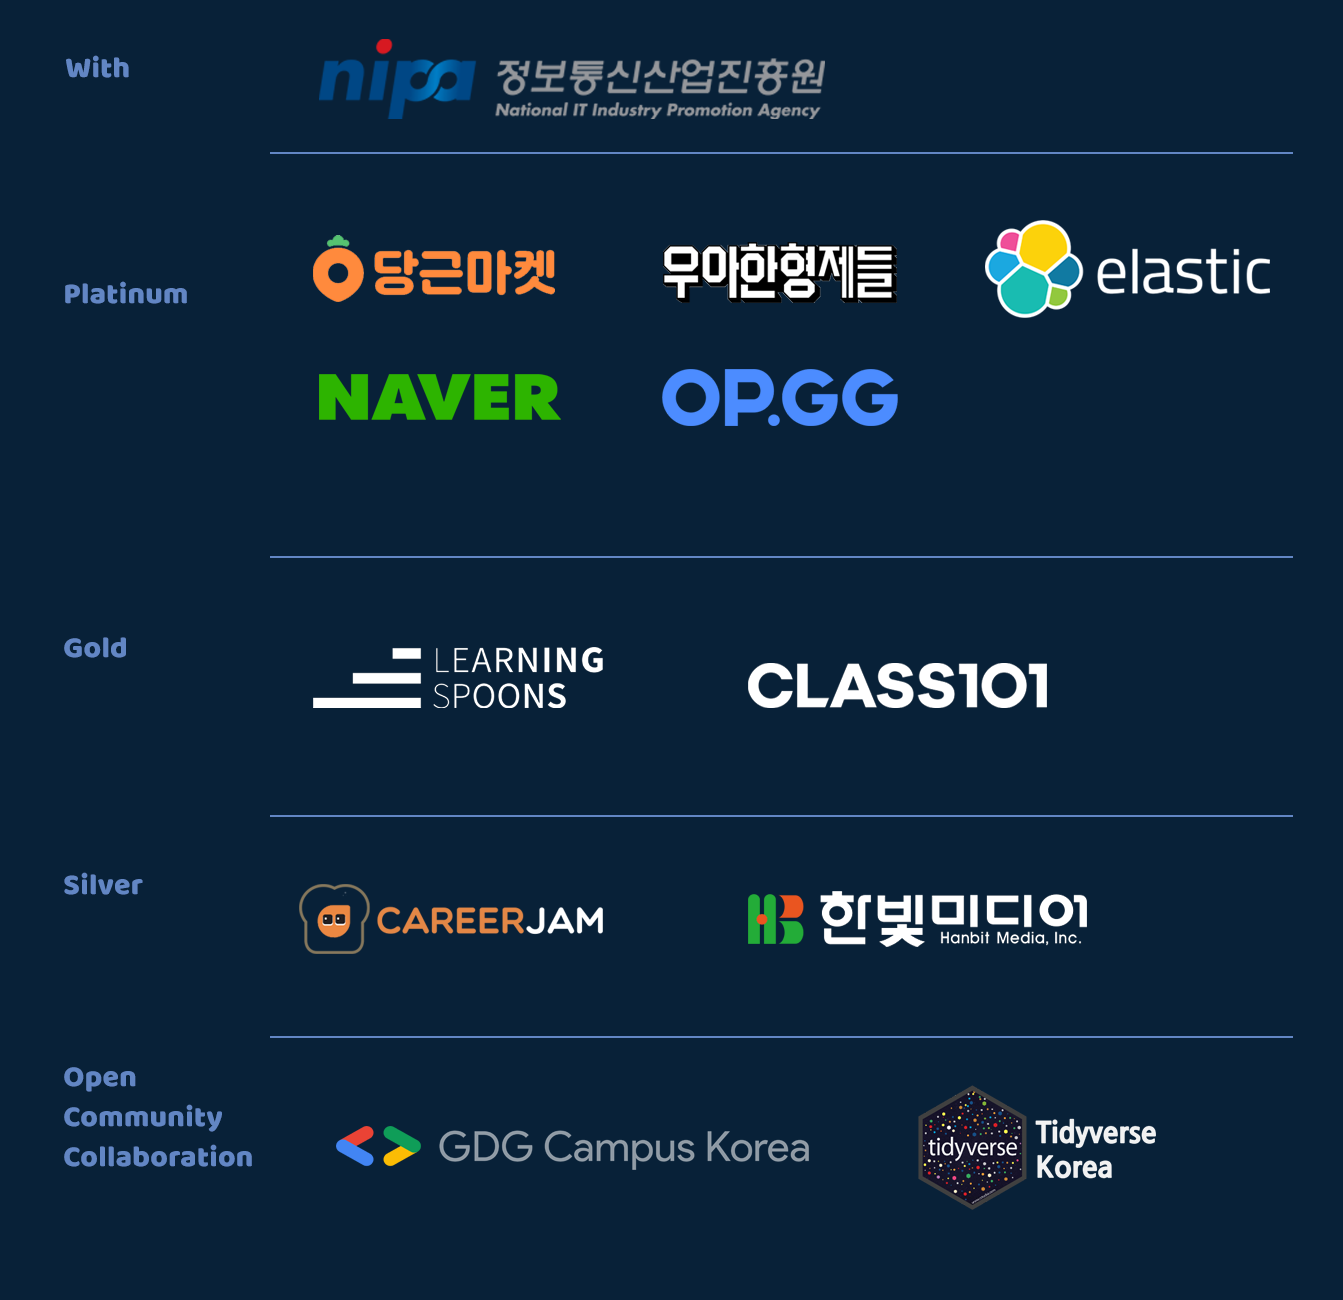 With
nipa 정보통신산업진흥원
National IT Industry Promotion Agency
Platinum
당근마켓
우아한형제들
elastic
NAVER
OP.GG
Gold
LEARNING
SPOONS
CLASS101
Silver
CAREERJAM
HB 한빛미디어
Hanbit Media, Inc.
Open
Community
Collaboration
GDG Campus Korea
tidyverse
Tidyverse
Korea